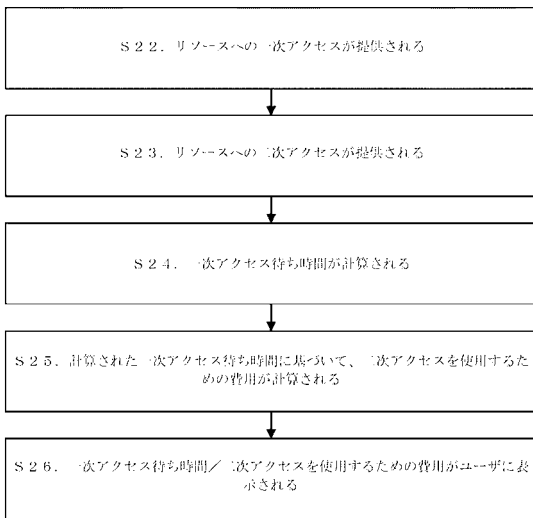 S22. リソースへの一次アクセスが提供される
S23. リソースへの二次アクセスが提供される
S24. 一次アクセス待ち時間が計算される
S25. 計算された一次アクセス待ち時間に基づいて、二次アクセスを使用するた
めの費用が計算される
S26. 一次アクセス待ち時間／二次アクセスを使用するための費用がユーザに表
示される